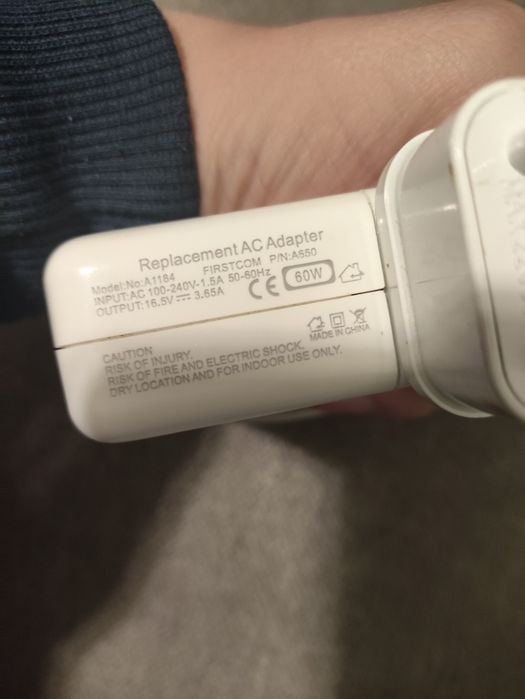 Replacement AC Adapter
Model:No:A1184 FIRSTCOM P/N:A650
INPUT:AC 100-240V-1.5A 50-60Hz
OUTPUT:16.5V 3.65A
CE 60W
CAUTION
RISK OF INJURY.
RISK OF FIRE AND ELECTRIC SHOCK.
DRY LOCATION AND FOR INDOOR USE ONLY.
MADE IN CHINA